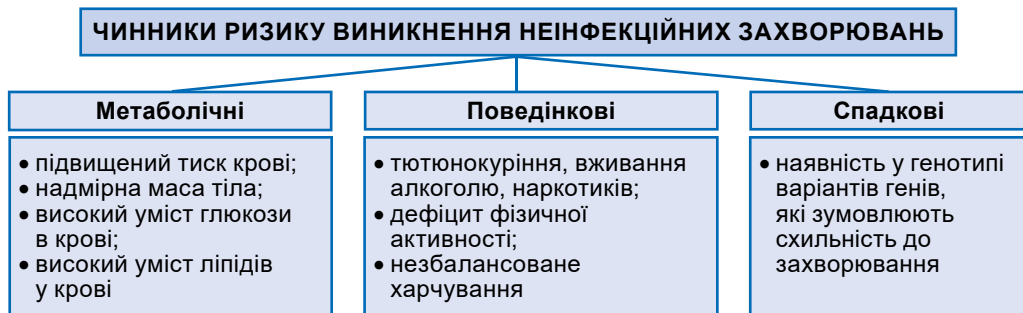 ЧИННИКИ РИЗИКУ ВИНИКНЕННЯ НЕІНФЕКЦІЙНИХ ЗАХВОРЮВАНЬ
Метаболічні
• підвищений тиск крові;
• надмірна маса тіла;
• високий уміст глюкози
в крові;
• високий уміст ліпідів
у крові
Поведінкові
• тютюнокуріння, вживання
алкоголю, наркотиків;
• дефіцит фізичної
активності;
• незбалансоване
харчування
Спадкові
• наявність у генотипі
варіантів генів,
які зумовлюють
схильність до
захворювання